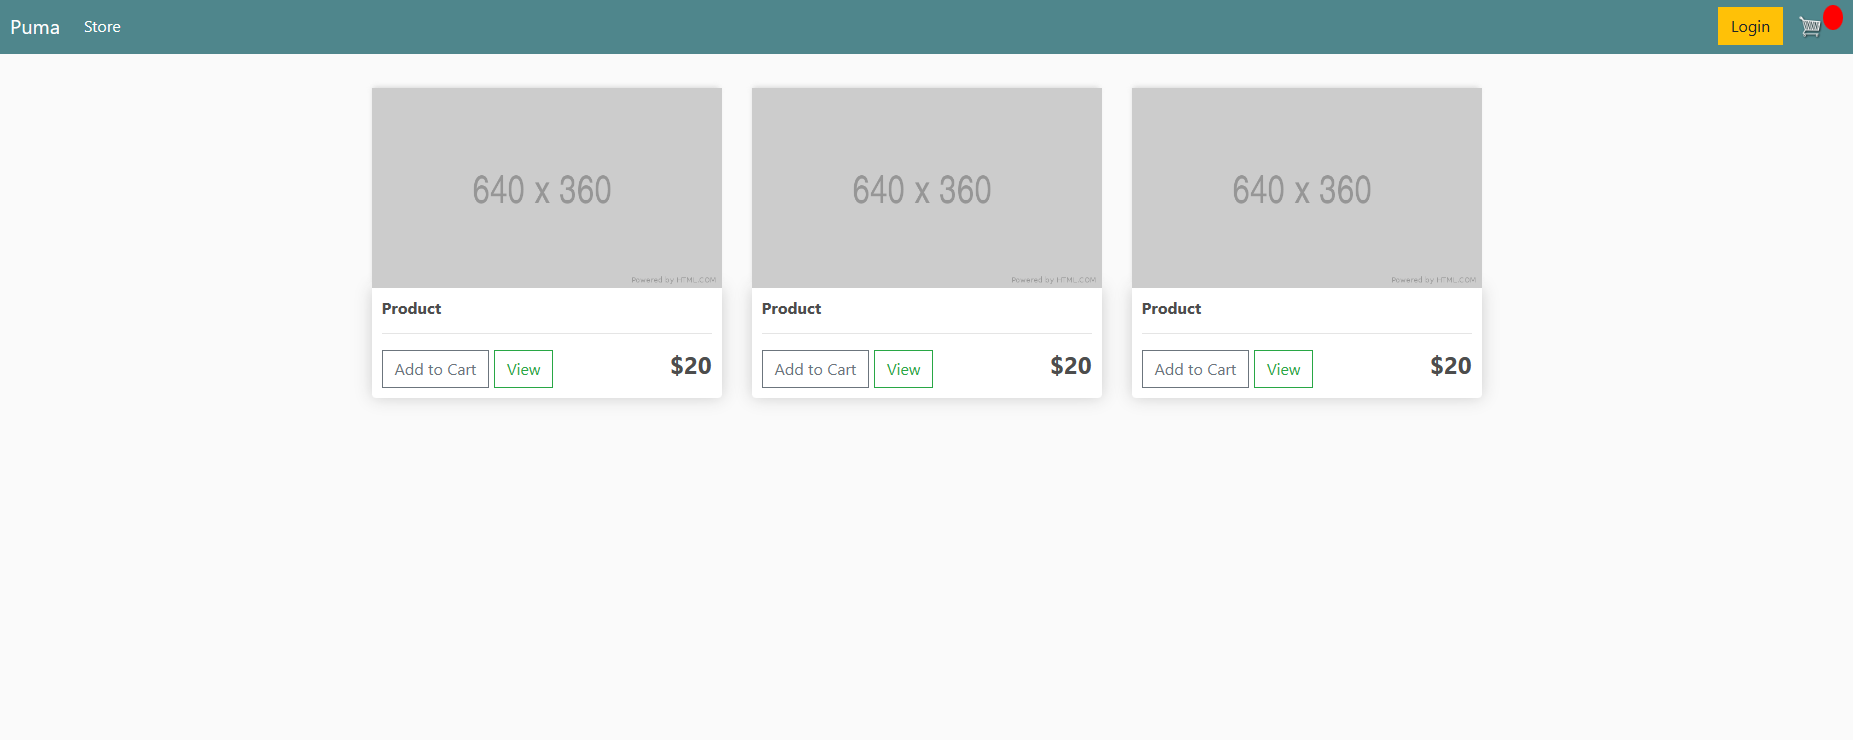 Puma Store Login
640 x 360 640 x 360 640 x 360
Powered by HTML.COM Powered by HTML.COM Powered by HTML.COM
Product Product Product
Add to Cart View $20 Add to Cart View $20 Add to Cart View $20